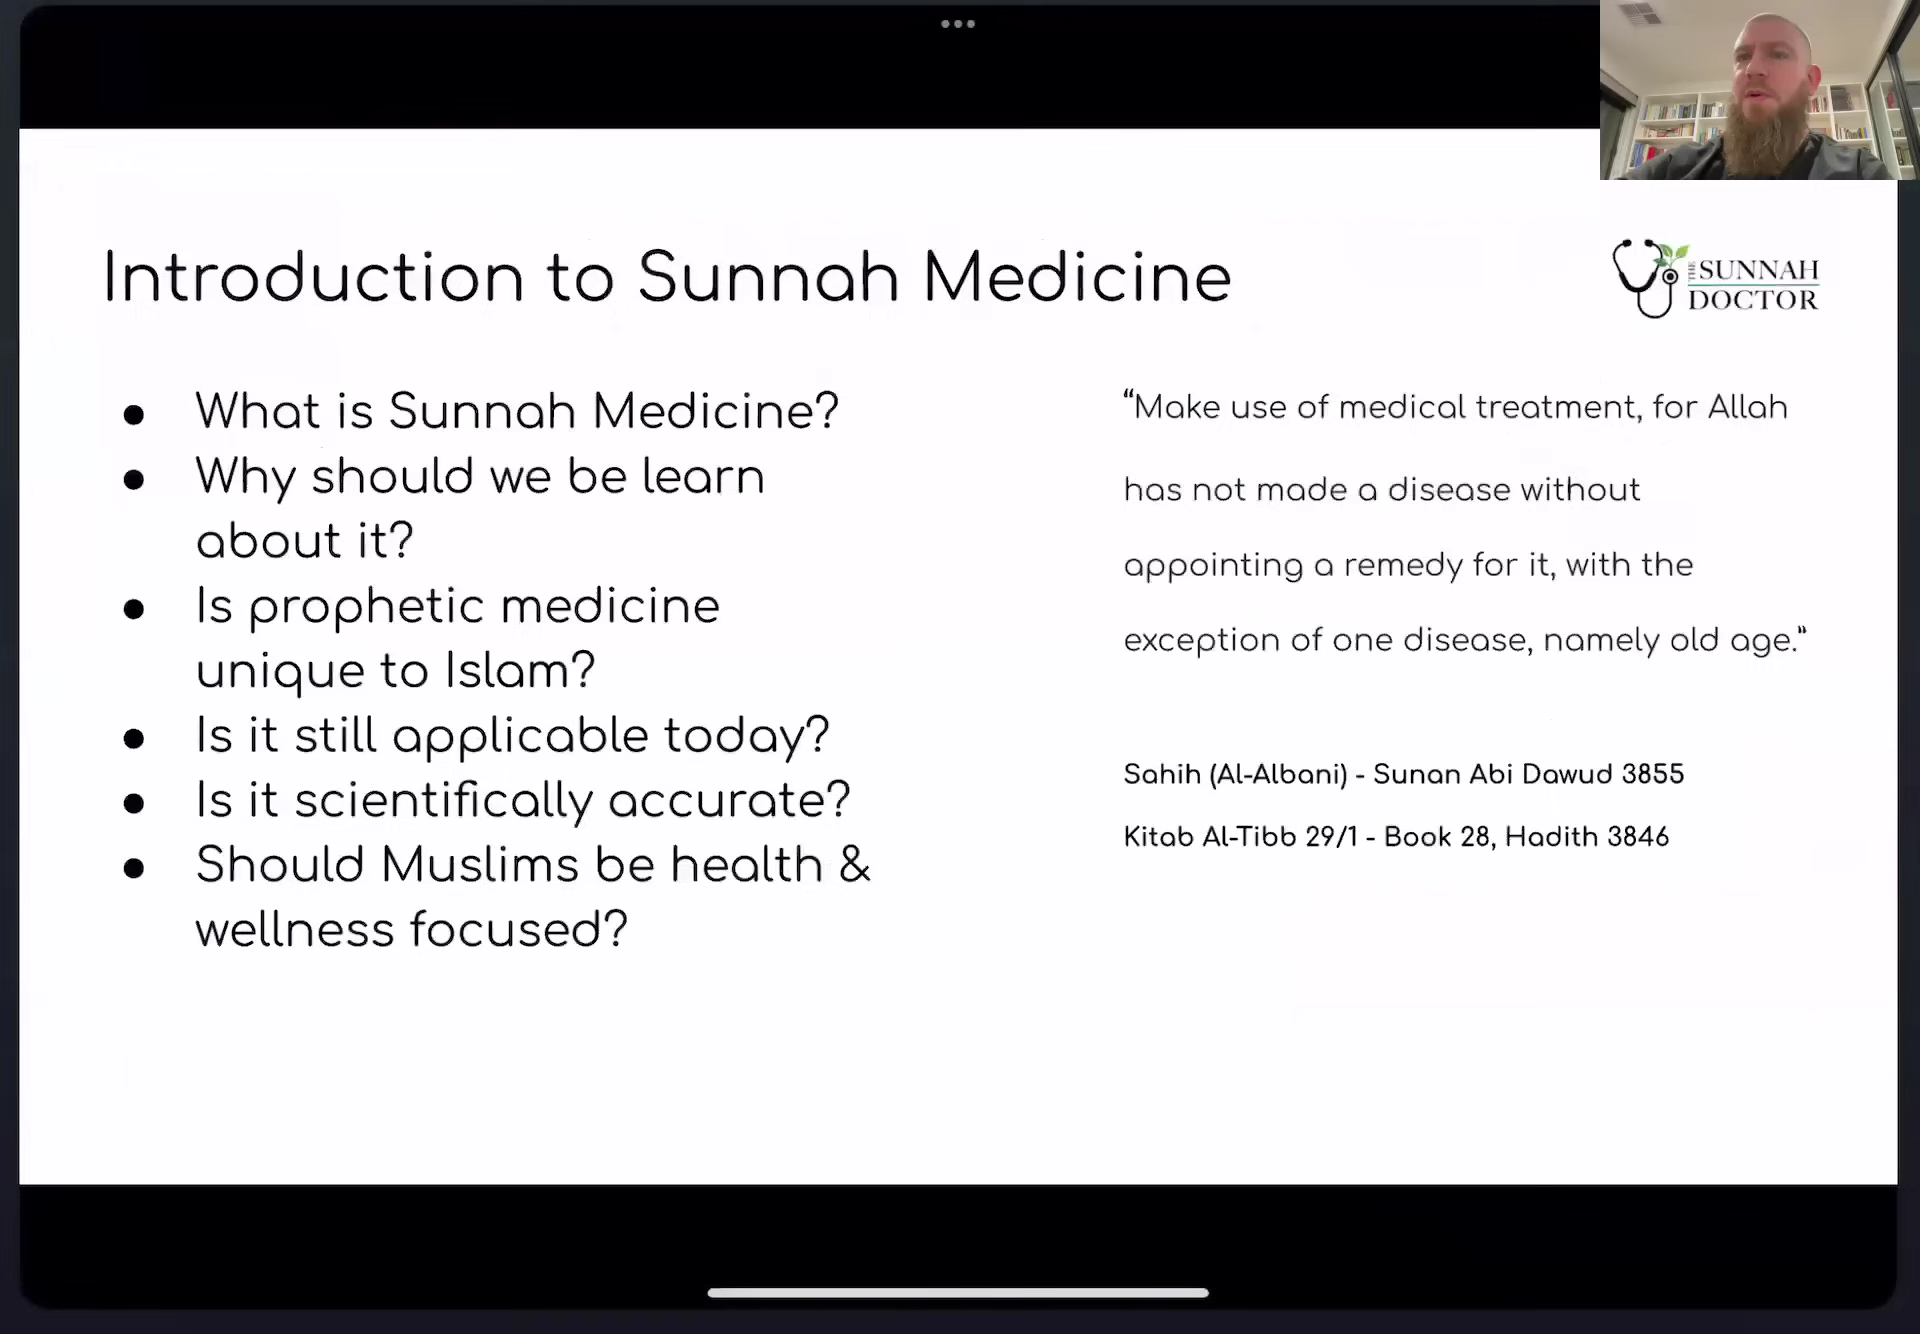 Introduction to Sunnah Medicine
THE SUNNAH
DOCTOR
● What is Sunnah Medicine?
● Why should we be learn
about it?
● Is prophetic medicine
unique to Islam?
● Is it still applicable today?
● Is it scientifically accurate?
● Should Muslims be health &
wellness focused?
“Make use of medical treatment, for Allah
has not made a disease without
appointing a remedy for it, with the
exception of one disease, namely old age.”
Sahih (Al-Albani) - Sunan Abi Dawud 3855
Kitab Al-Tibb 29/1 - Book 28, Hadith 3846